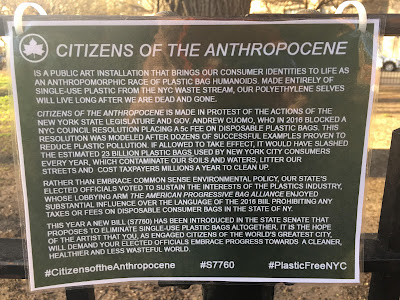 CITIZENS OF THE ANTHROPOCENE
IS A PUBLIC ART INSTALLATION THAT BRINGS OUR CONSUMER IDENTITIES TO LIFE AS
AN ANTHROPOMORPHIC RACE OF PLASTIC BAG HUMANOIDS. MADE ENTIRELY OF
SINGLE-USE PLASTIC FROM THE NYC WASTE STREAM, OUR POLYETHYLENE SELVES
WILL LIVE LONG AFTER WE ARE DEAD AND GONE.
CITIZENS OF THE ANTHROPOCENE IS MADE IN PROTEST OF THE ACTIONS OF THE
NEW YORK STATE LEGISLATURE AND GOV. ANDREW CUOMO, WHO IN 2016 BLOCKED A
NYC COUNCIL RESOLUTION PLACING A 5c FEE ON DISPOSABLE PLASTIC BAGS. THIS
RESOLUTION WAS MODELED AFTER DOZENS OF SUCCESSFUL EXAMPLES PROVEN TO
REDUCE PLASTIC POLLUTION. IF ALLOWED TO TAKE EFFECT, IT WOULD HAVE SLASHED
THE ESTIMATED 23 BILLION PLASTIC BAGS USED BY NEW YORK CITY CONSUMERS
EVERY YEAR, WHICH CONTAMINATE OUR SOILS AND WATERS, LITTER OUR
STREETS AND COST TAXPAYERS MILLIONS A YEAR TO CLEAN UP.
RATHER THAN EMBRACE COMMON SENSE ENVIRONMENTAL POLICY, OUR STATE'S
ELECTED OFFICIALS VOTED TO SUSTAIN THE INTERESTS OF THE PLASTICS INDUSTRY,
WHOSE LOBBYING ARM THE AMERICAN PROGRESSIVE BAG ALLIANCE ENJOYED
SUBSTANTIAL INFLUENCE OVER THE LANGUAGE OF THE 2016 BILL PROHIBITING ANY
TAXES OR FEES ON DISPOSABLE CONSUMER BAGS IN THE STATE OF NY.
THIS YEAR A NEW BILL (S7760) HAS BEEN INTRODUCED IN THE STATE SENATE THAT
PROPOSES TO ELIMINATE SINGLE-USE PLASTIC BAGS ALTOGETHER. IT IS THE HOPE
OF THE ARTIST THAT YOU, AS ENGAGED CITIZENS OF THE WORLD'S GREATEST CITY,
WILL DEMAND YOUR ELECTED OFFICIALS EMBRACE PROGRESS TOWARDS A CLEANER,
HEALTHIER AND LESS WASTEFUL WORLD.
#CitizensoftheAnthropocene #S7760 #PlasticFreeNYC